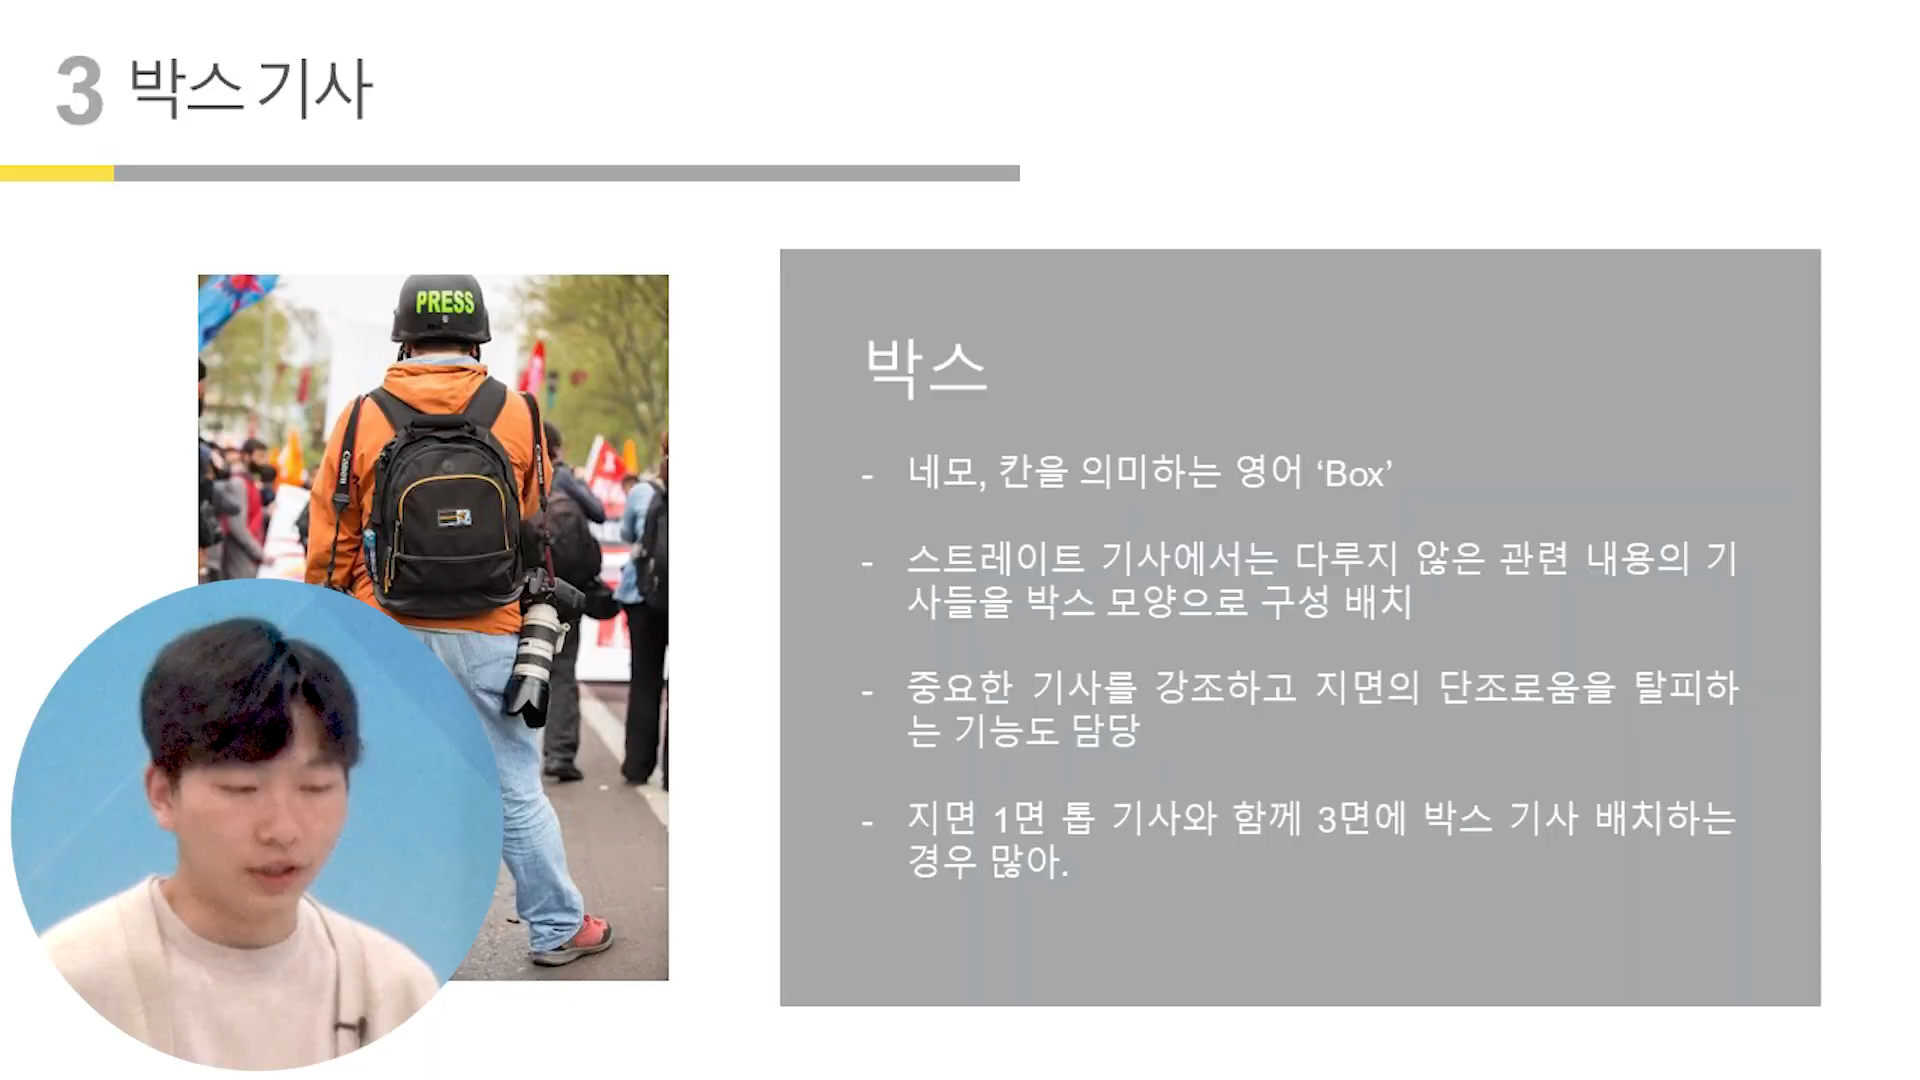 3 박스 기사
PRESS
Canon
박스
- 네모, 칸을 의미하는 영어 ‘Box’
- 스트레이트 기사에서는 다루지 않은 관련 내용의 기
사들을 박스 모양으로 구성 배치
- 중요한 기사를 강조하고 지면의 단조로움을 탈피하
는 기능도 담당
- 지면 1면 톱 기사와 함께 3면에 박스 기사 배치하는
경우 많아.